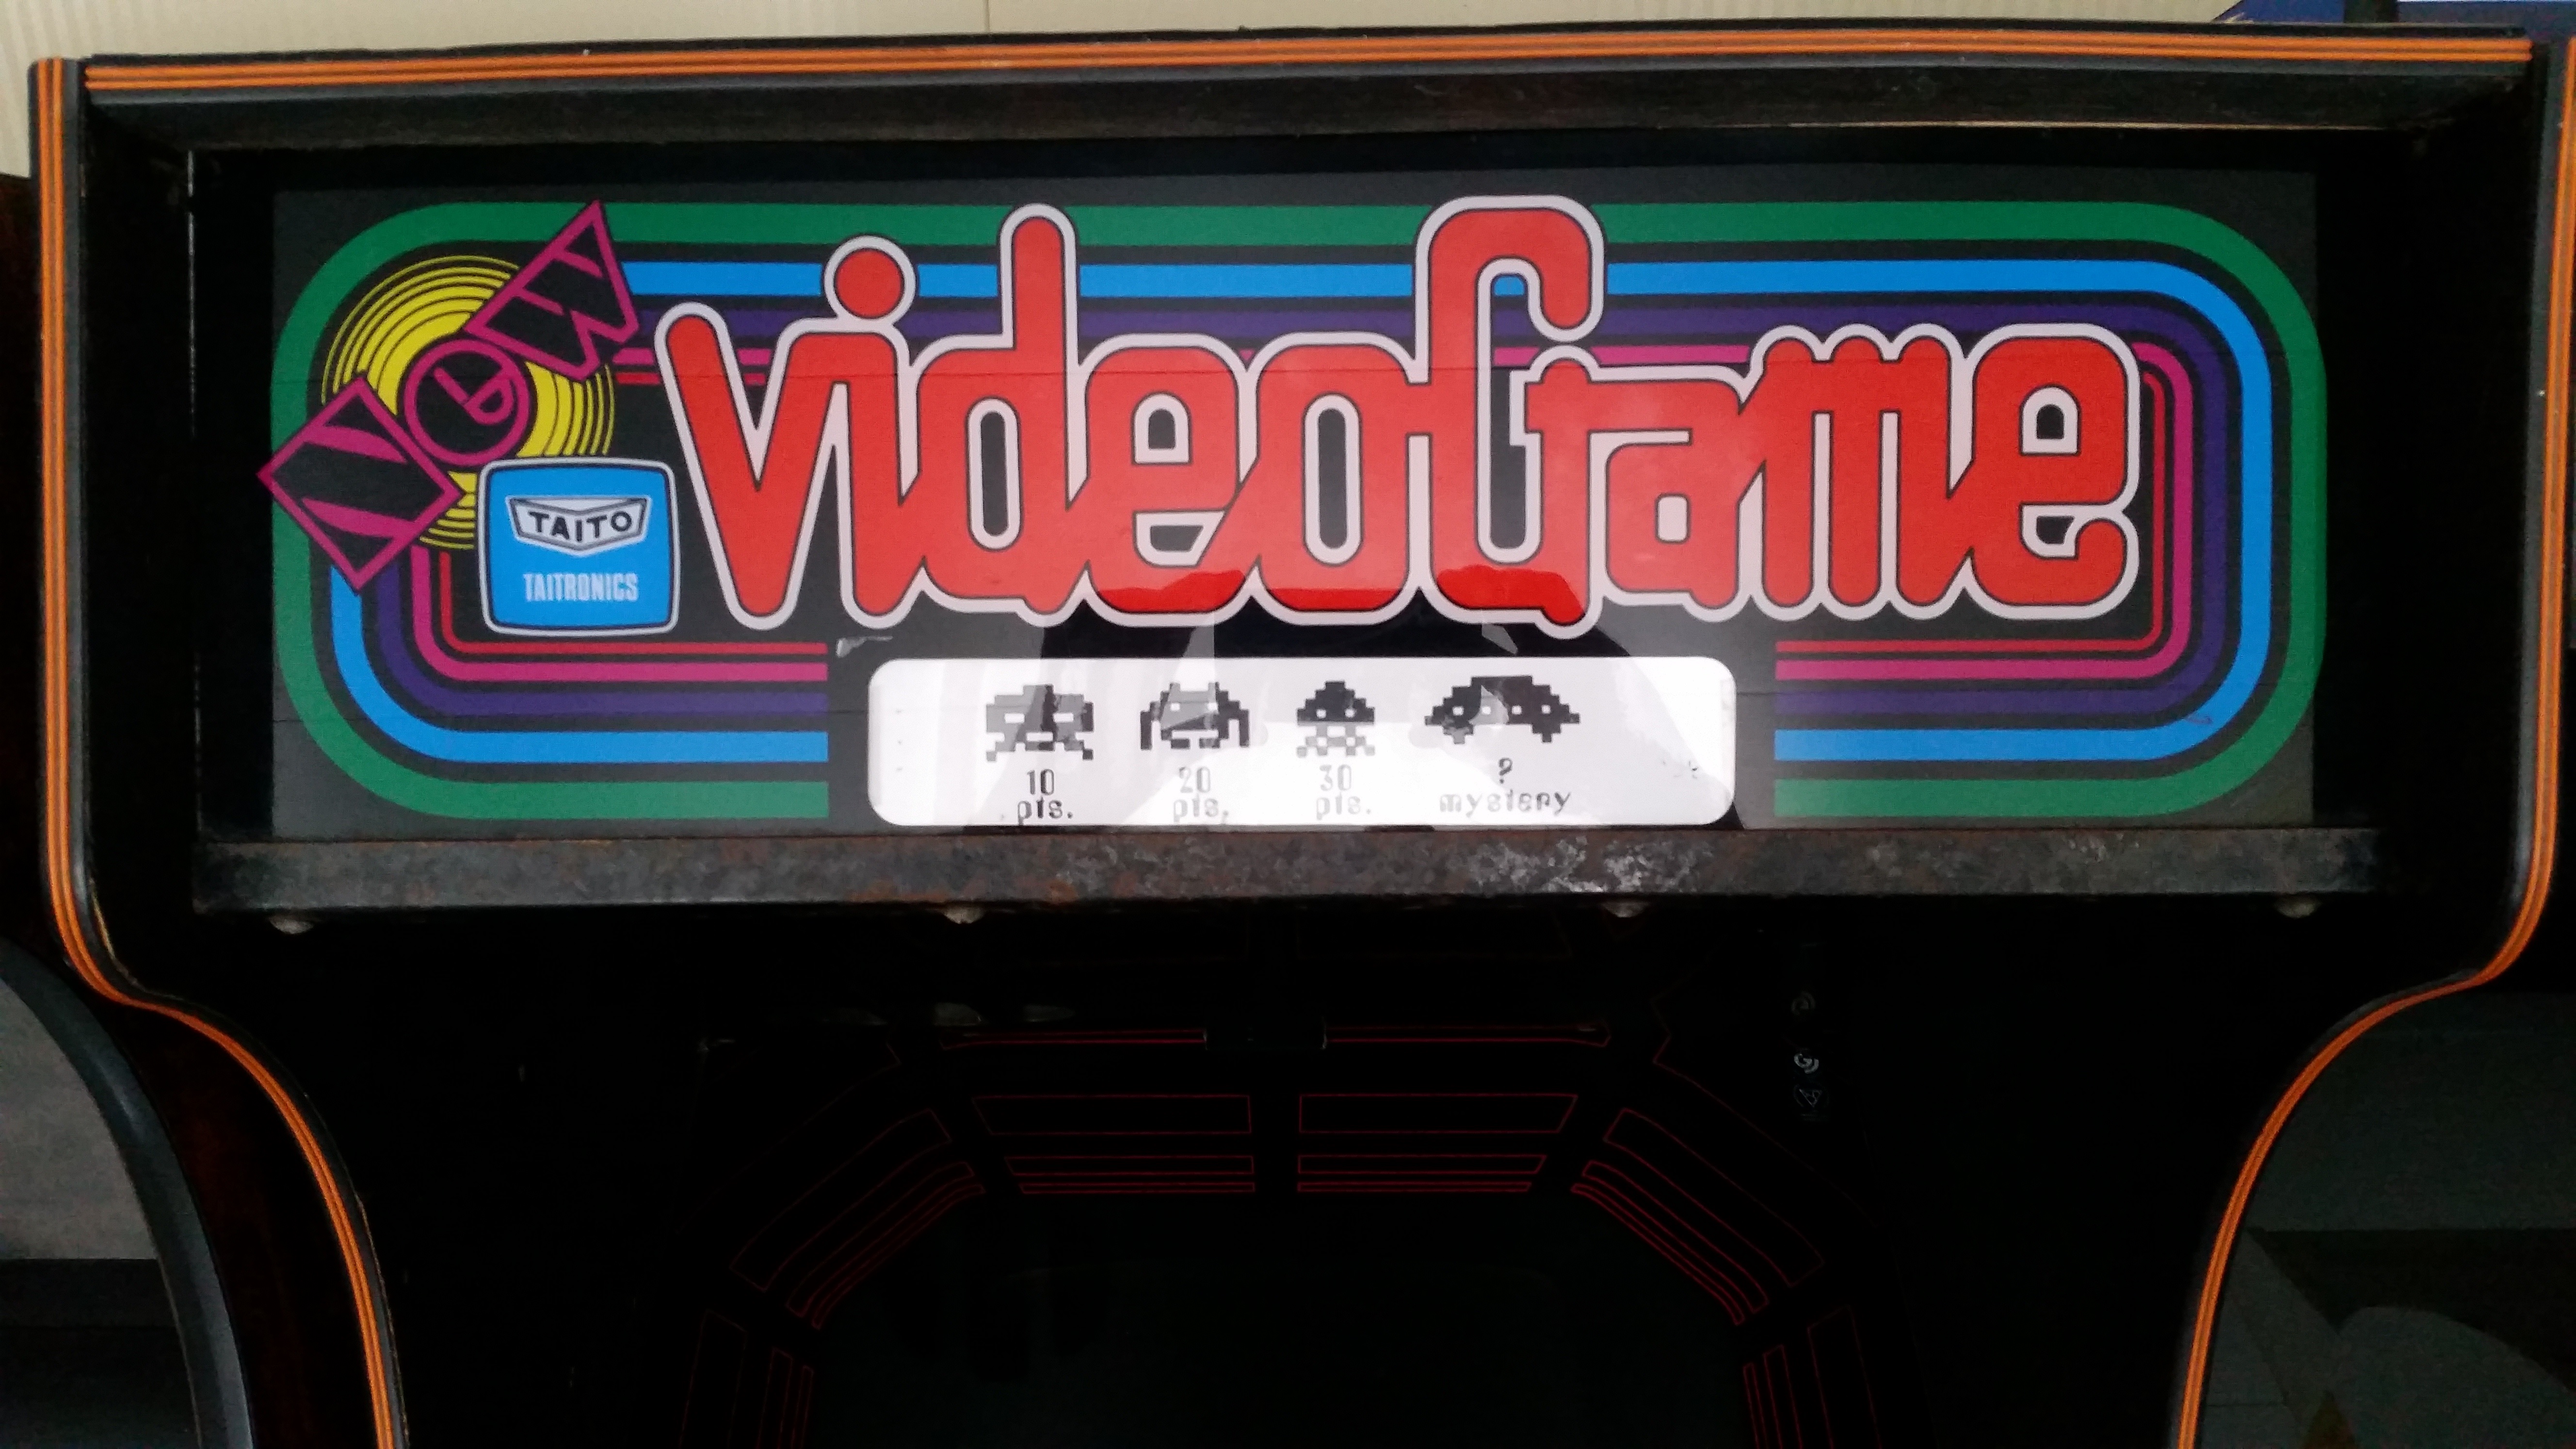 New
videoGame
TAITO
TAITRONICS
10 20 30 ?
pts. pts. pts. mystery